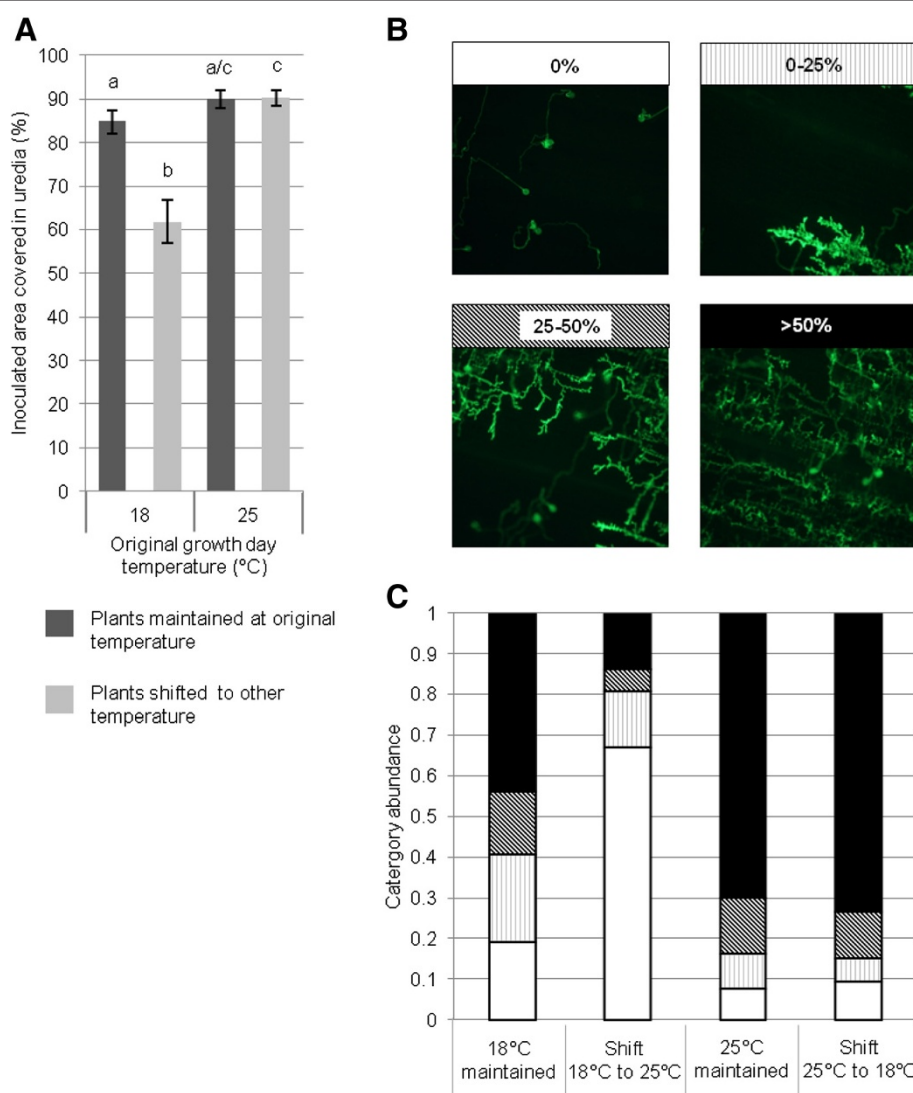 A
100
90
80
70
60
50
40
30
20
10
0
Inoculated area covered in uredia (%)
a
b
a/c
c
18
25
Original growth day
temperature (°C)
Plants maintained at original
temperature
Plants shifted to other
temperature
B
0%
0-25%
25-50%
>50%
C
1
0.9
0.8
0.7
0.6
0.5
0.4
0.3
0.2
0.1
0
Catergory abundance
18°C
maintained
Shift
18°C to 25°C
25°C
maintained
Shift
25°C to 18°C